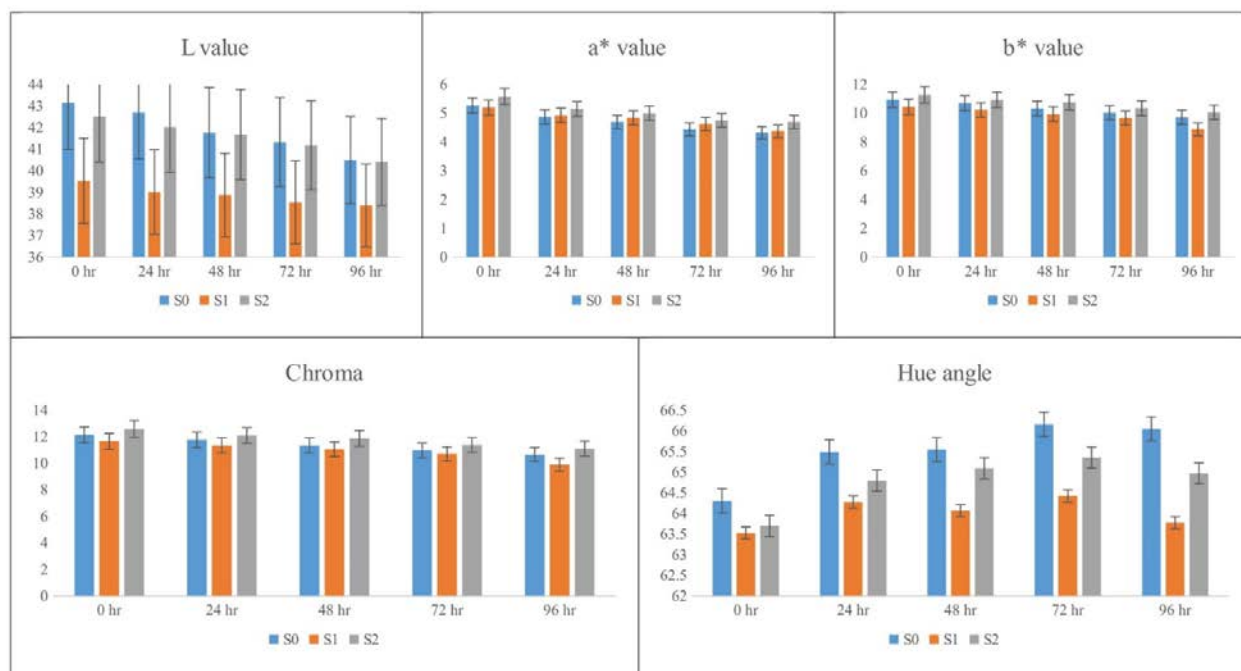 L value
44
43
42
41
40
39
38
37
36
0 hr 24 hr 48 hr 72 hr 96 hr
S0 S1 S2
a* value
6
5
4
3
2
1
0
0 hr 24 hr 48 hr 72 hr 96 hr
S0 S1 S2
b* value
12
10
8
6
4
2
0
0 hr 24 hr 48 hr 72 hr 96 hr
S0 S1 S2
Chroma
14
12
10
8
6
4
2
0
0 hr 24 hr 48 hr 72 hr 96 hr
S0 S1 S2
Hue angle
66.5
66
65.5
65
64.5
64
63.5
63
62.5
62
0 hr 24 hr 48 hr 72 hr 96 hr
S0 S1 S2